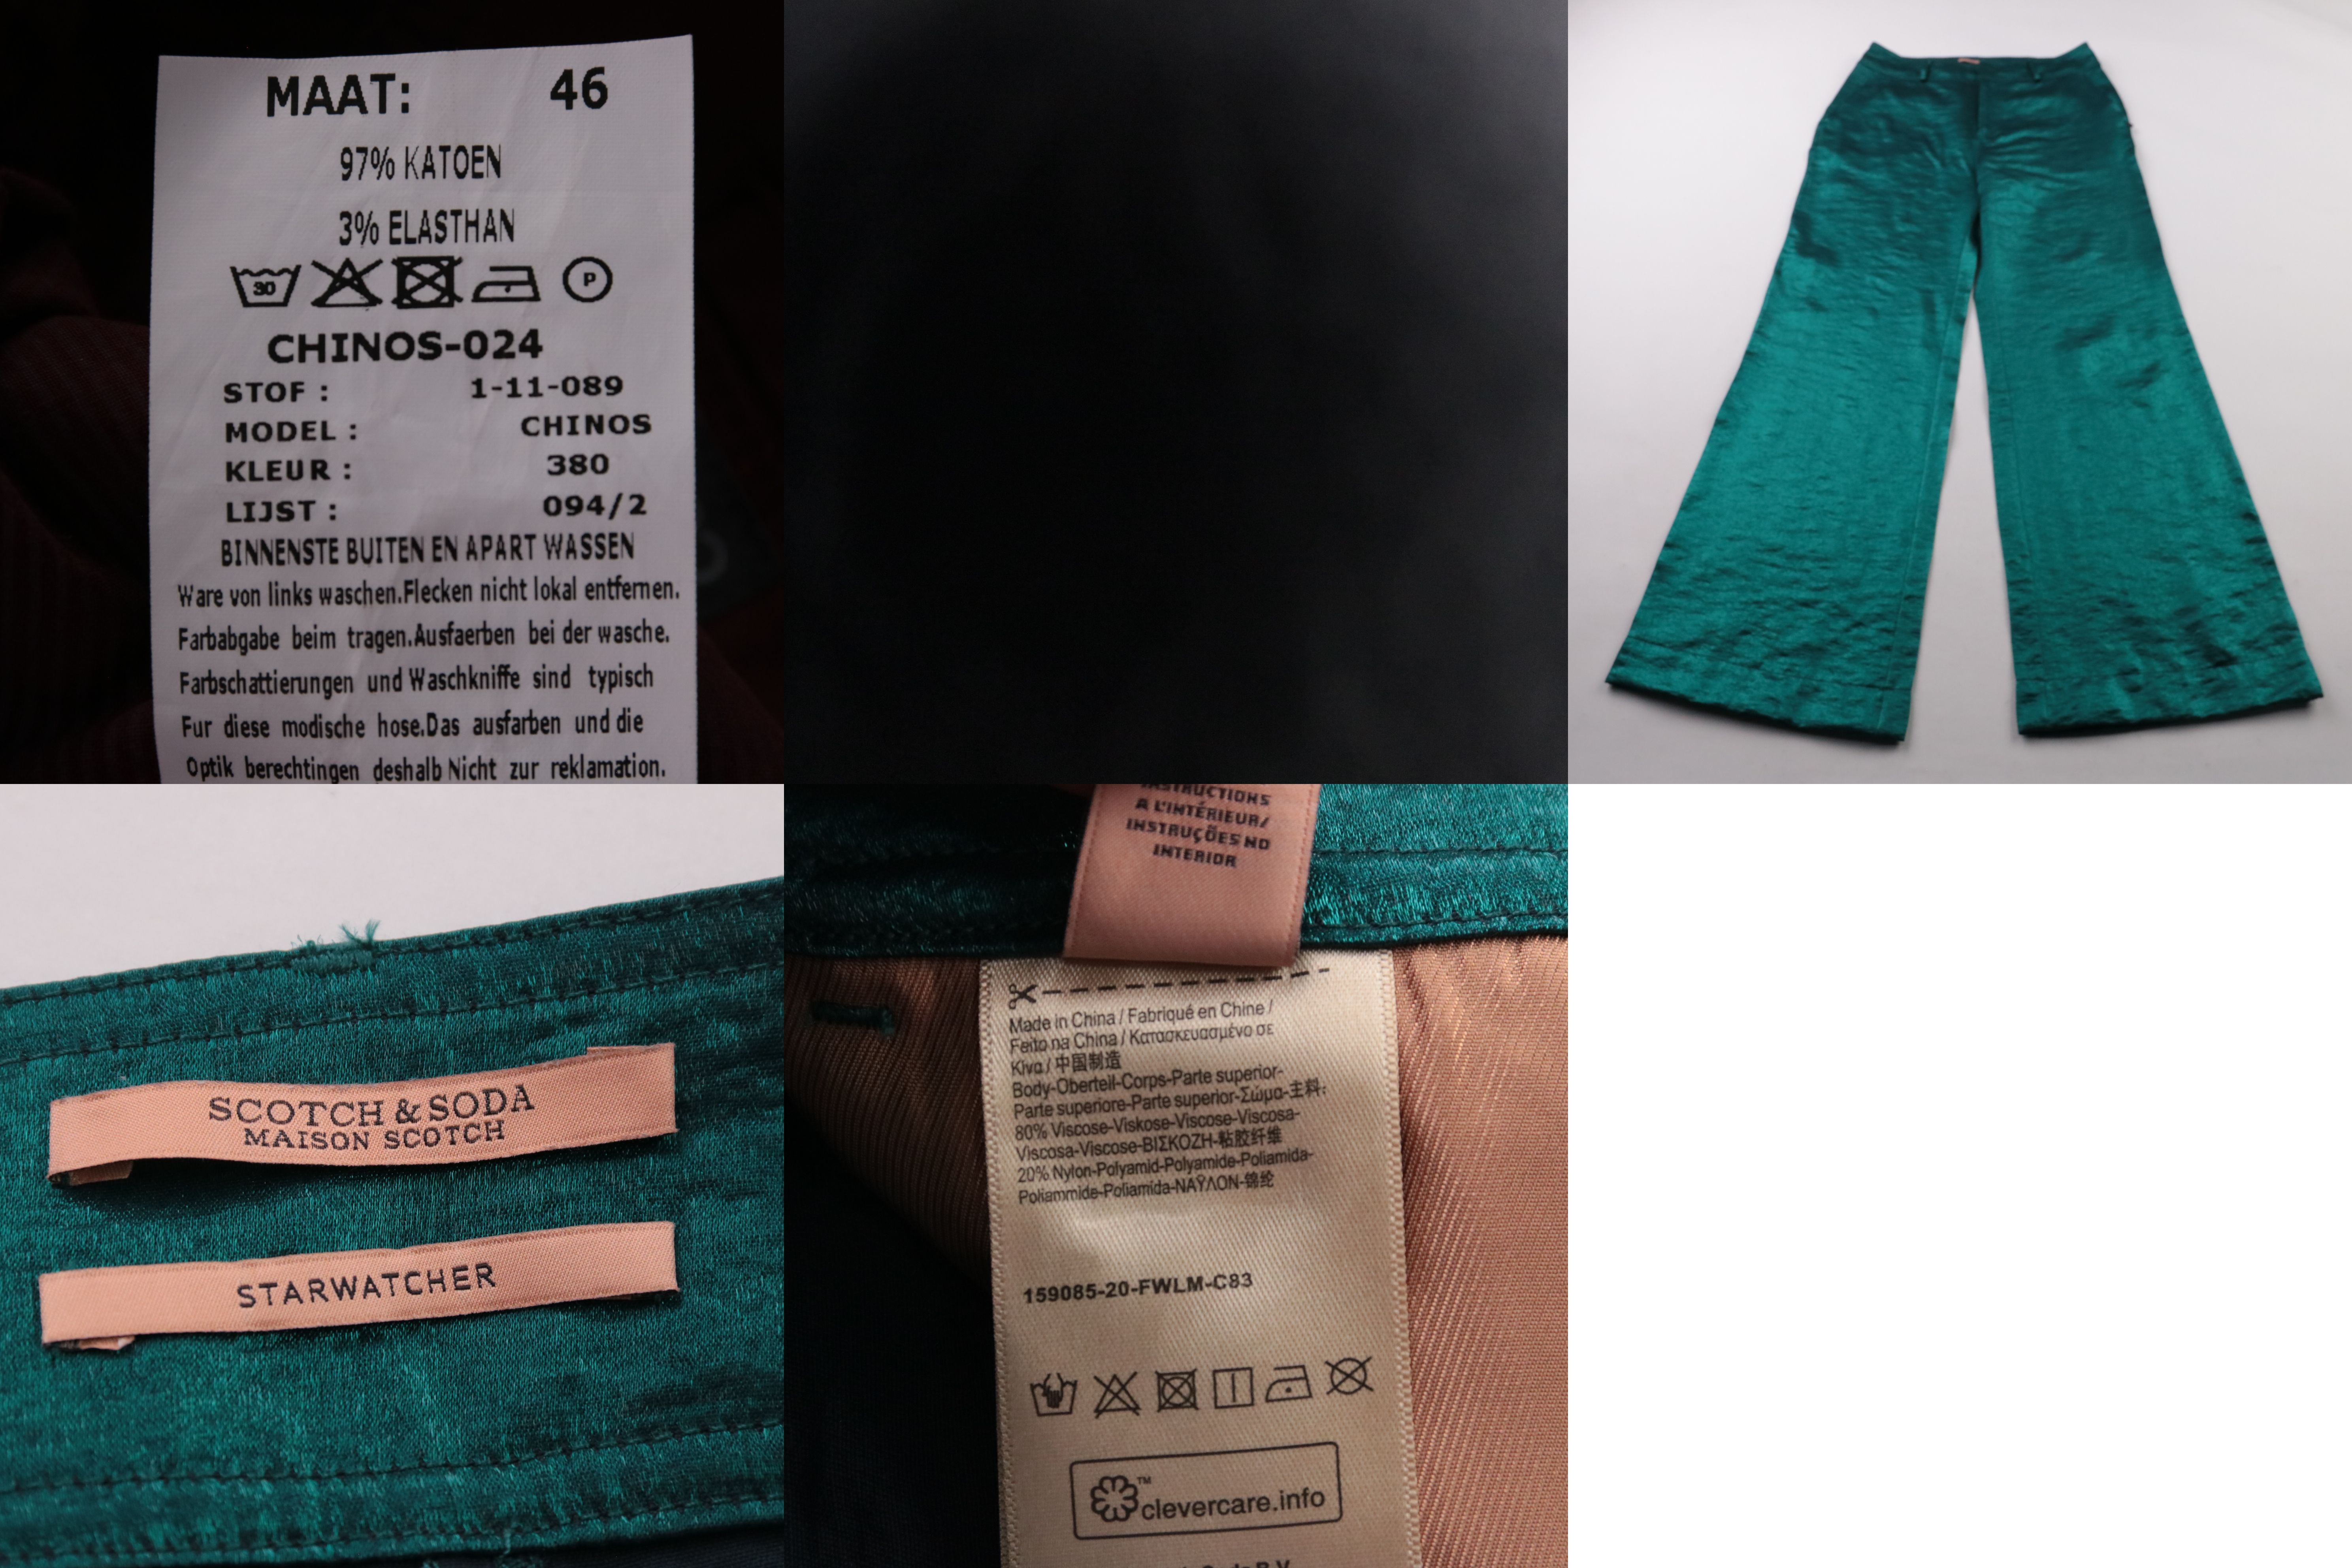 MAAT: 46
97% KATOEN
3% ELASTHAN
30 P
CHINOS-024
STOF : 1-11-089
MODEL : CHINOS
KLEUR : 380
LIJST : 094/2
BINNENSTE BUITEN EN APART WASSEN
Ware von links waschen.Flecken nicht lokal entfernen.
Farbabgabe beim tragen.Ausfaerben bei der wasche.
Farbschattierungen und Waschkniffe sind typisch
Fur diese modische hose.Das ausfarben und die
Optik berechtingen deshalb Nicht zur reklamation.
SCOTCH & SODA
MAISON SCOTCH
STARWATCHER
INSTRUCTIONS
A L'INTÉRIEUR/
INSTRUÇÕES NO
INTERIOR
Made in China / Fabriqué en Chine /
Feito na China / Κατασκευασμένο σε
Κίνα / 中国制造
Body-Oberteil-Corps-Parte superior-
Parte superiore-Parte superior-Σώμα-主料:
80% Viscose-Viskose-Viscose-Viscosa-
Viscosa-Viscose-ΒΙΣΚΟΖΗ-粘胶纤维
20% Nylon-Polyamid-Polyamide-Poliamida-
Poliammide-Poliamida-ΝΑΫΛΟΝ-锦纶
159085-20-FWLM-C83
™
clevercare.info
B.V.